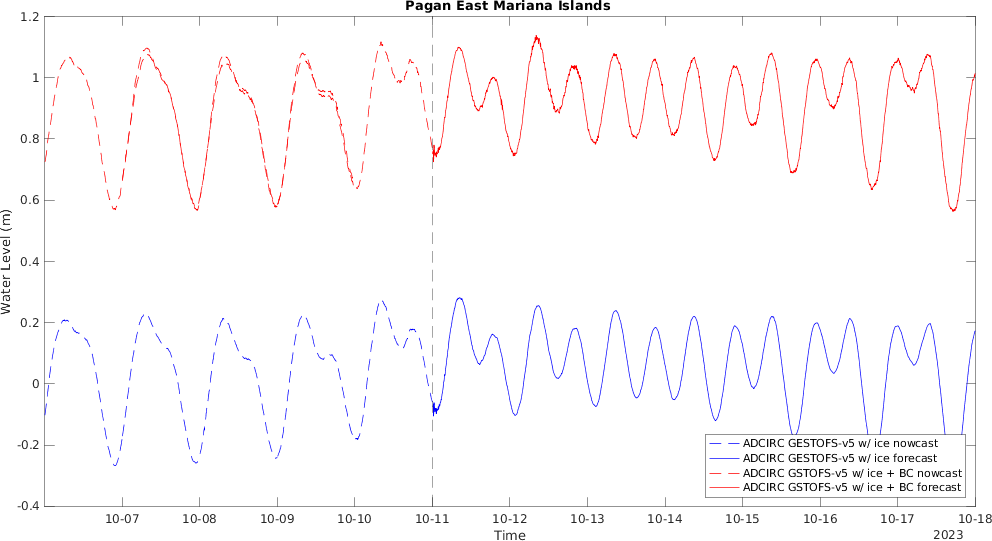 Pagan East Mariana Islands
1.2
1
0.8
0.6
0.4
0.2
0
-0.2
-0.4
Water Level (m)
ADCIRC GESTOFS-v5 w/ ice nowcast
ADCIRC GESTOFS-v5 w/ ice forecast
ADCIRC GSTOFS-v5 w/ ice + BC nowcast
ADCIRC GSTOFS-v5 w/ ice + BC forecast
10-07 10-08 10-09 10-10 10-11 10-12 10-13 10-14 10-15 10-16 10-17 10-18
Time
2023